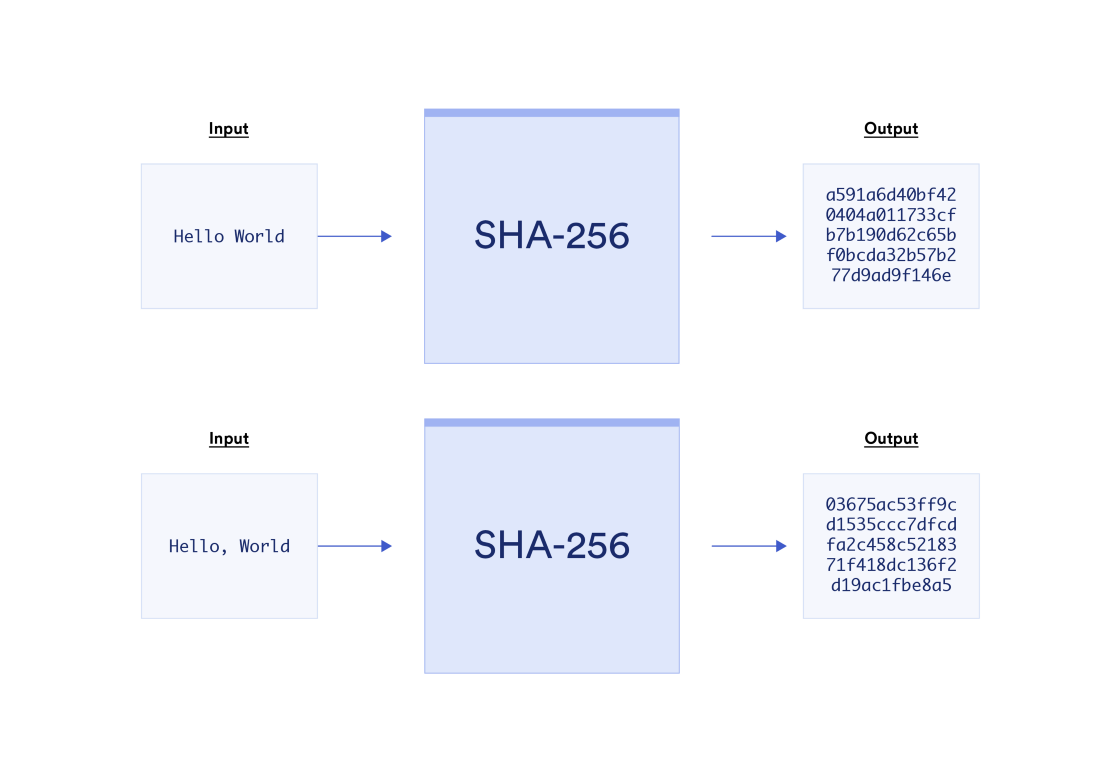 Input
Output
Hello World
SHA-256
a591a6d40bf42
0404a011733cf
b7b190d62c65b
f0bcda32b57b2
77d9ad9f146e
Input
Output
Hello, World
SHA-256
03675ac53ff9c
d1535ccc7dfcd
fa2c458c52183
71f418dc136f2
d19ac1fbe8a5